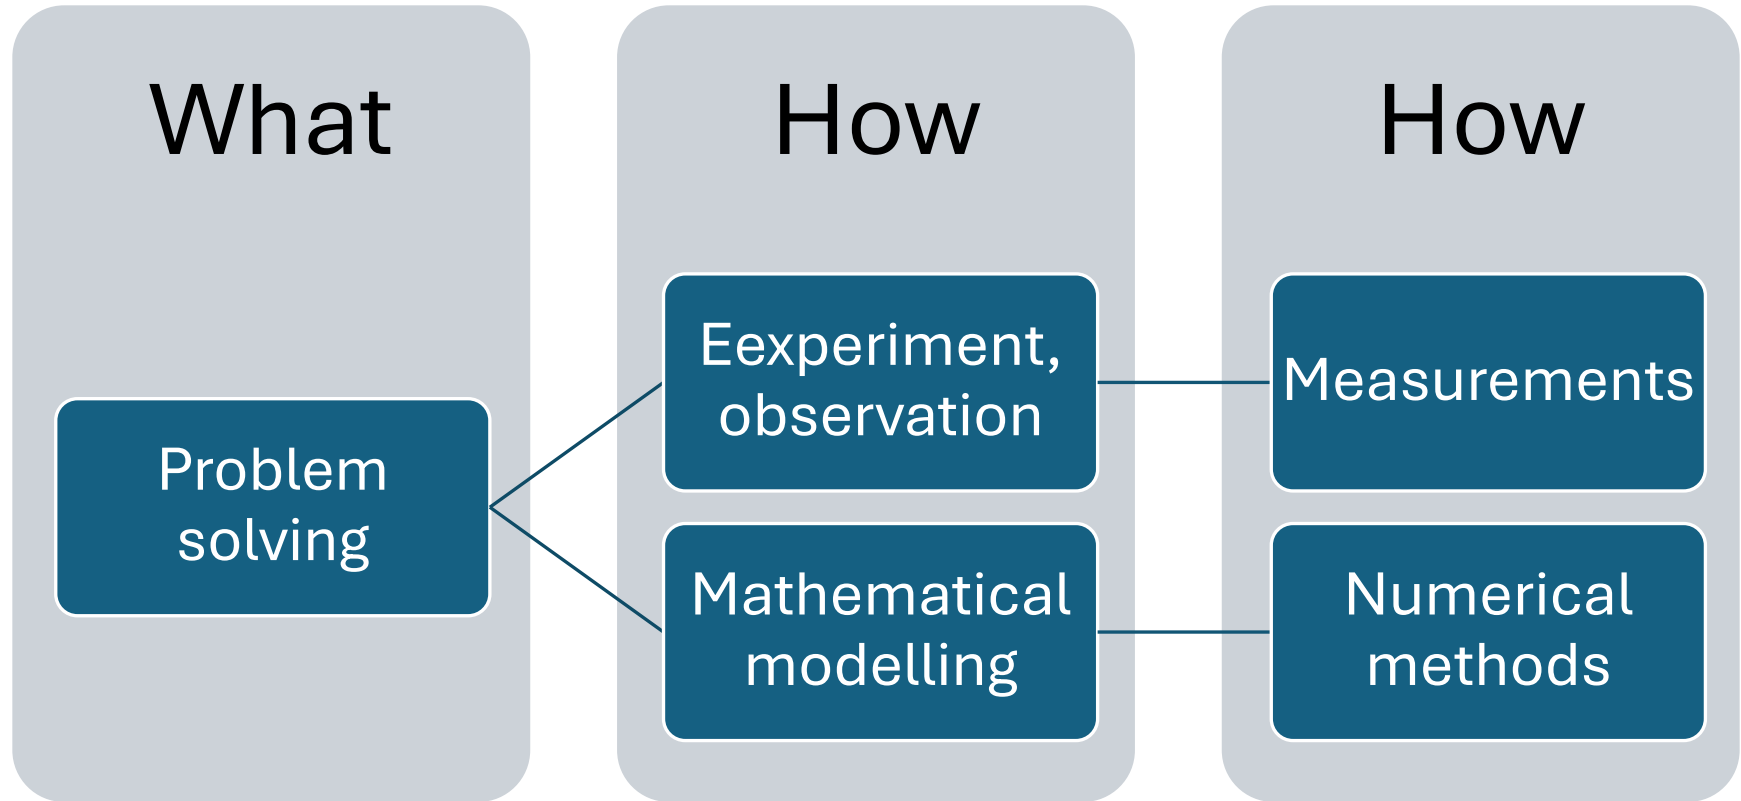 What
How
How
Problem
solving
Eexperiment,
observation
Measurements
Mathematical
modelling
Numerical
methods